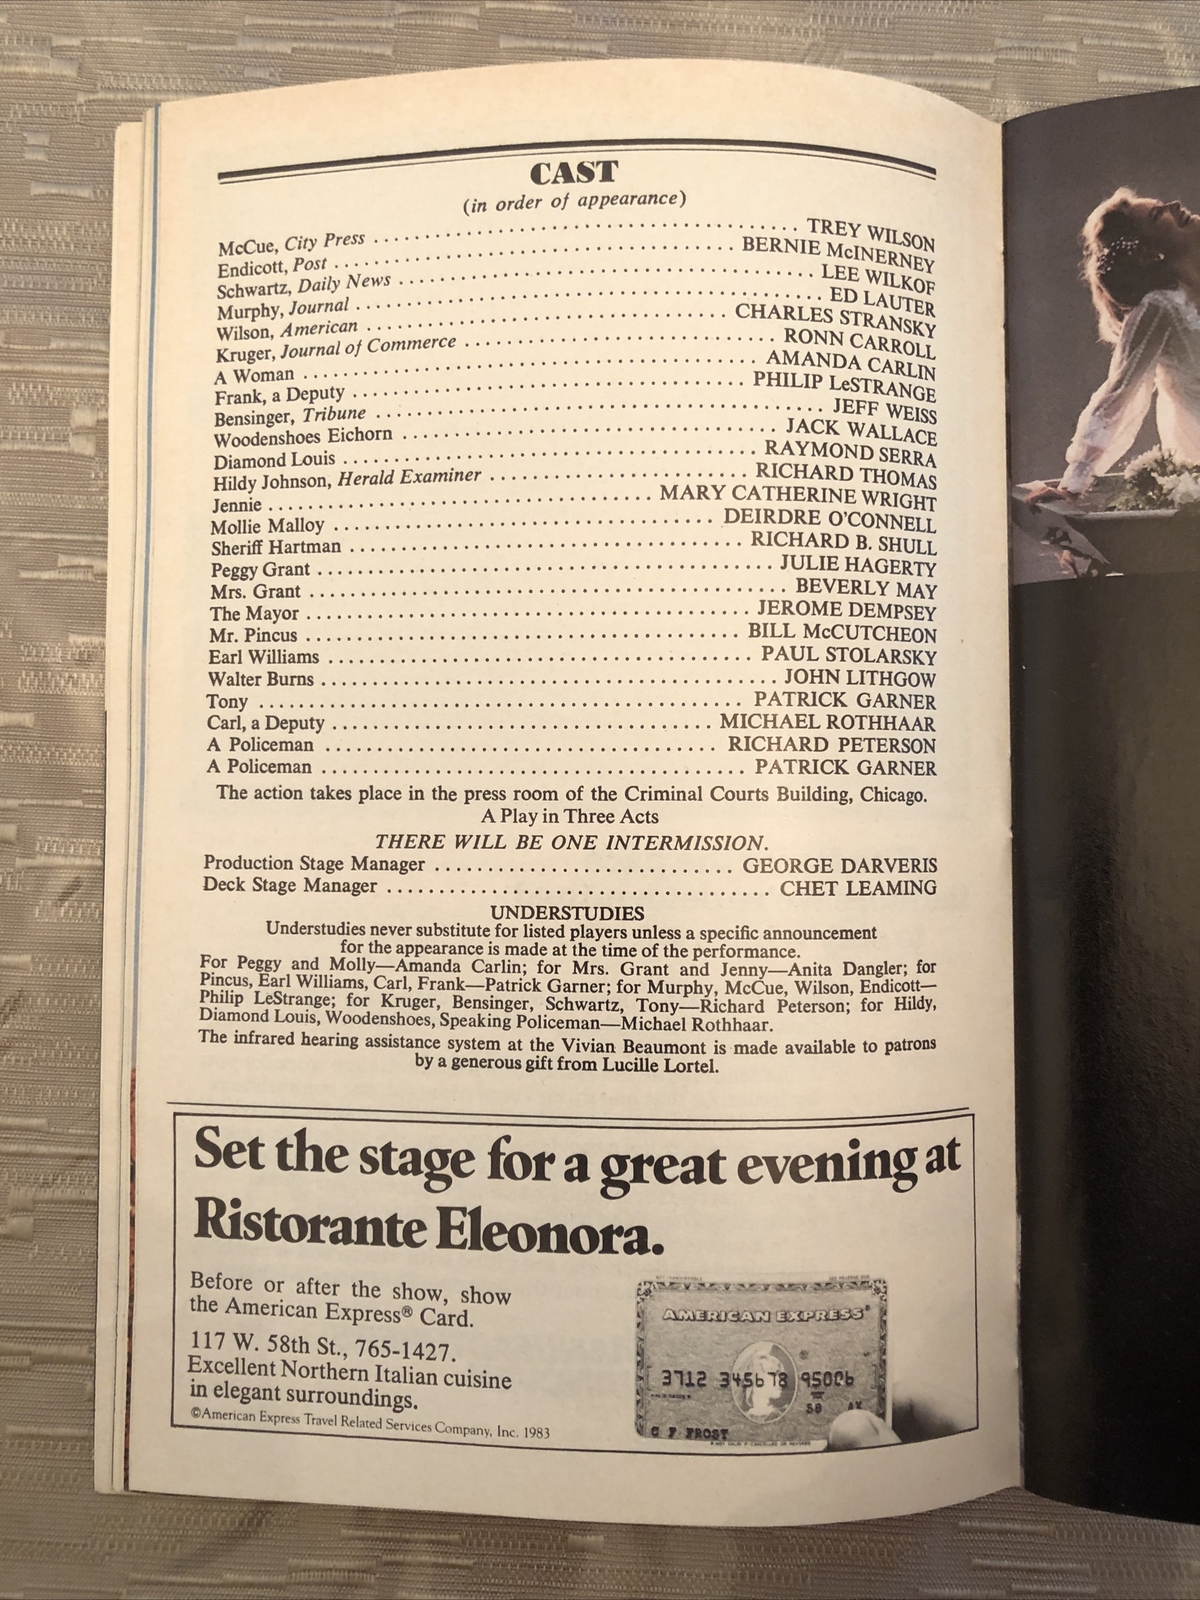 CAST
(in order of appearance)
McCue, City Press ........ TREY WILSON
Endicott, Post ........ BERNIE McINERNEY
Schwartz, Daily News ........ LEE WILKOF
Murphy, Journal ........ ED LAUTER
Wilson, American ........ CHARLES STRANSKY
Kruger, Journal of Commerce ........ RONN CARROLL
A Woman ........ AMANDA CARLIN
Frank, a Deputy ........ PHILIP LeSTRANGE
Bensinger, Tribune ........ JEFF WEISS
Woodenshoes Eichorn ........ JACK WALLACE
Diamond Louis ........ RAYMOND SERRA
Hildy Johnson, Herald Examiner ........ RICHARD THOMAS
Jennie ........ MARY CATHERINE WRIGHT
Mollie Malloy ........ DEIRDRE O'CONNELL
Sheriff Hartman ........ RICHARD B. SHULL
Peggy Grant ........ JULIE HAGERTY
Mrs. Grant ........ BEVERLY MAY
The Mayor ........ JEROME DEMPSEY
Mr. Pincus ........ BILL McCUTCHEON
Earl Williams ........ PAUL STOLARSKY
Walter Burns ........ JOHN LITHGOW
Tony ........ PATRICK GARNER
Carl, a Deputy ........ MICHAEL ROTHHAAR
A Policeman ........ RICHARD PETERSON
A Policeman ........ PATRICK GARNER
The action takes place in the press room of the Criminal Courts Building, Chicago.
A Play in Three Acts
THERE WILL BE ONE INTERMISSION.
Production Stage Manager ........ GEORGE DARVERIS
Deck Stage Manager ........ CHET LEAMING
UNDERSTUDIES
Understudies never substitute for listed players unless a specific announcement
for the appearance is made at the time of the performance.
For Peggy and Molly—Amanda Carlin; for Mrs. Grant and Jenny—Anita Dangler; for
Pincus, Earl Williams, Carl, Frank—Patrick Garner; for Murphy, McCue, Wilson, Endicott—
Philip LeStrange; for Kruger, Bensinger, Schwartz, Tony—Richard Peterson; for Hildy,
Diamond Louis, Woodenshoes, Speaking Policeman—Michael Rothhaar.
The infrared hearing assistance system at the Vivian Beaumont is made available to patrons
by a generous gift from Lucille Lortel.
Set the stage for a great evening at
Ristorante Eleonora.
Before or after the show, show
the American Express® Card.
117 W. 58th St., 765-1427.
Excellent Northern Italian cuisine
in elegant surroundings.
©American Express Travel Related Services Company, Inc. 1983
AMERICAN EXPRESS®
3712 345678 95006
58 AX
C F FROST